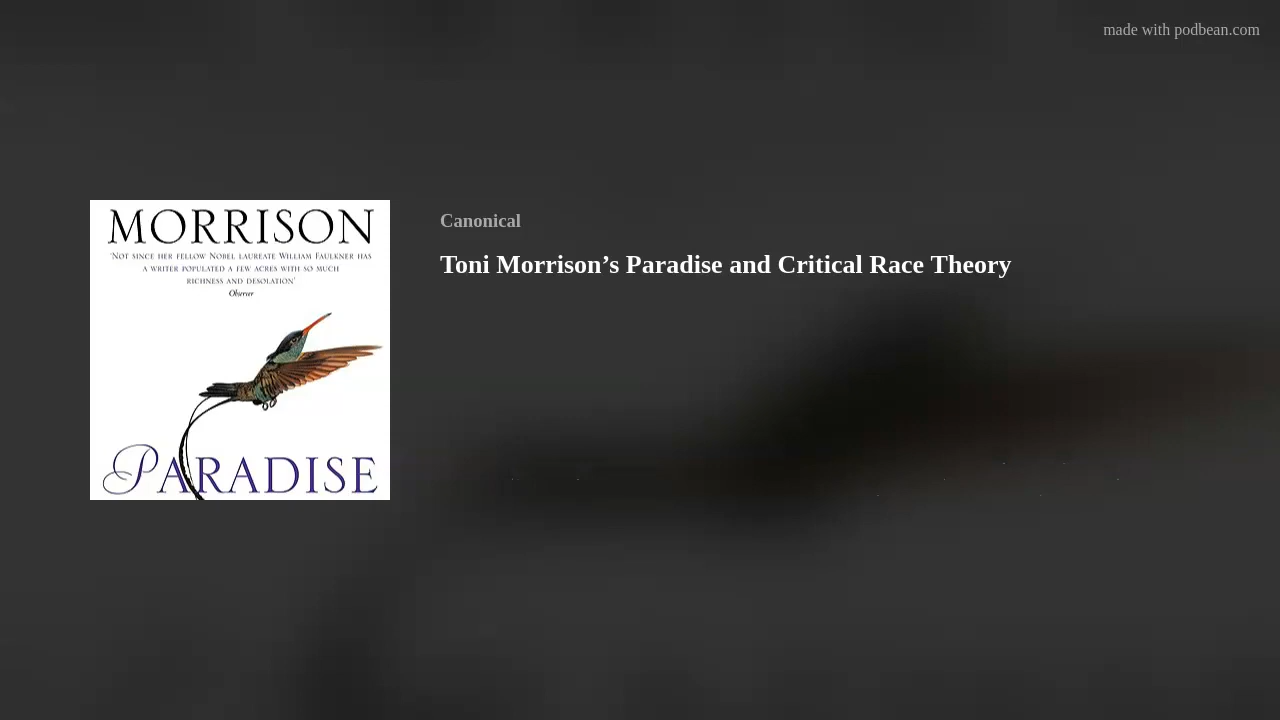 made with podbean.com
MORRISON
'NOT SINCE HER FELLOW NOBEL LAUREATE WILLIAM FAULKNER HAS
A WRITER POPULATED A FEW ACRES WITH SO MUCH
RICHNESS AND DESOLATION'
Observer
PARADISE
Canonical
Toni Morrison’s Paradise and Critical Race Theory